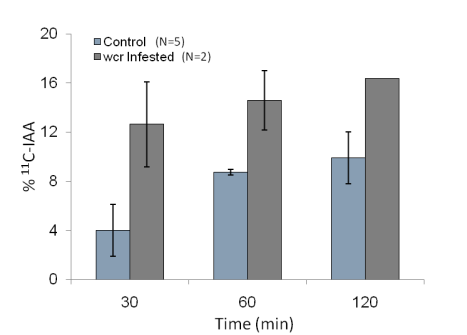 20
Control (N=5)
wcr Infested (N=2)
16
12
8
4
0
% ¹¹C-IAA
30 60 120
Time (min)